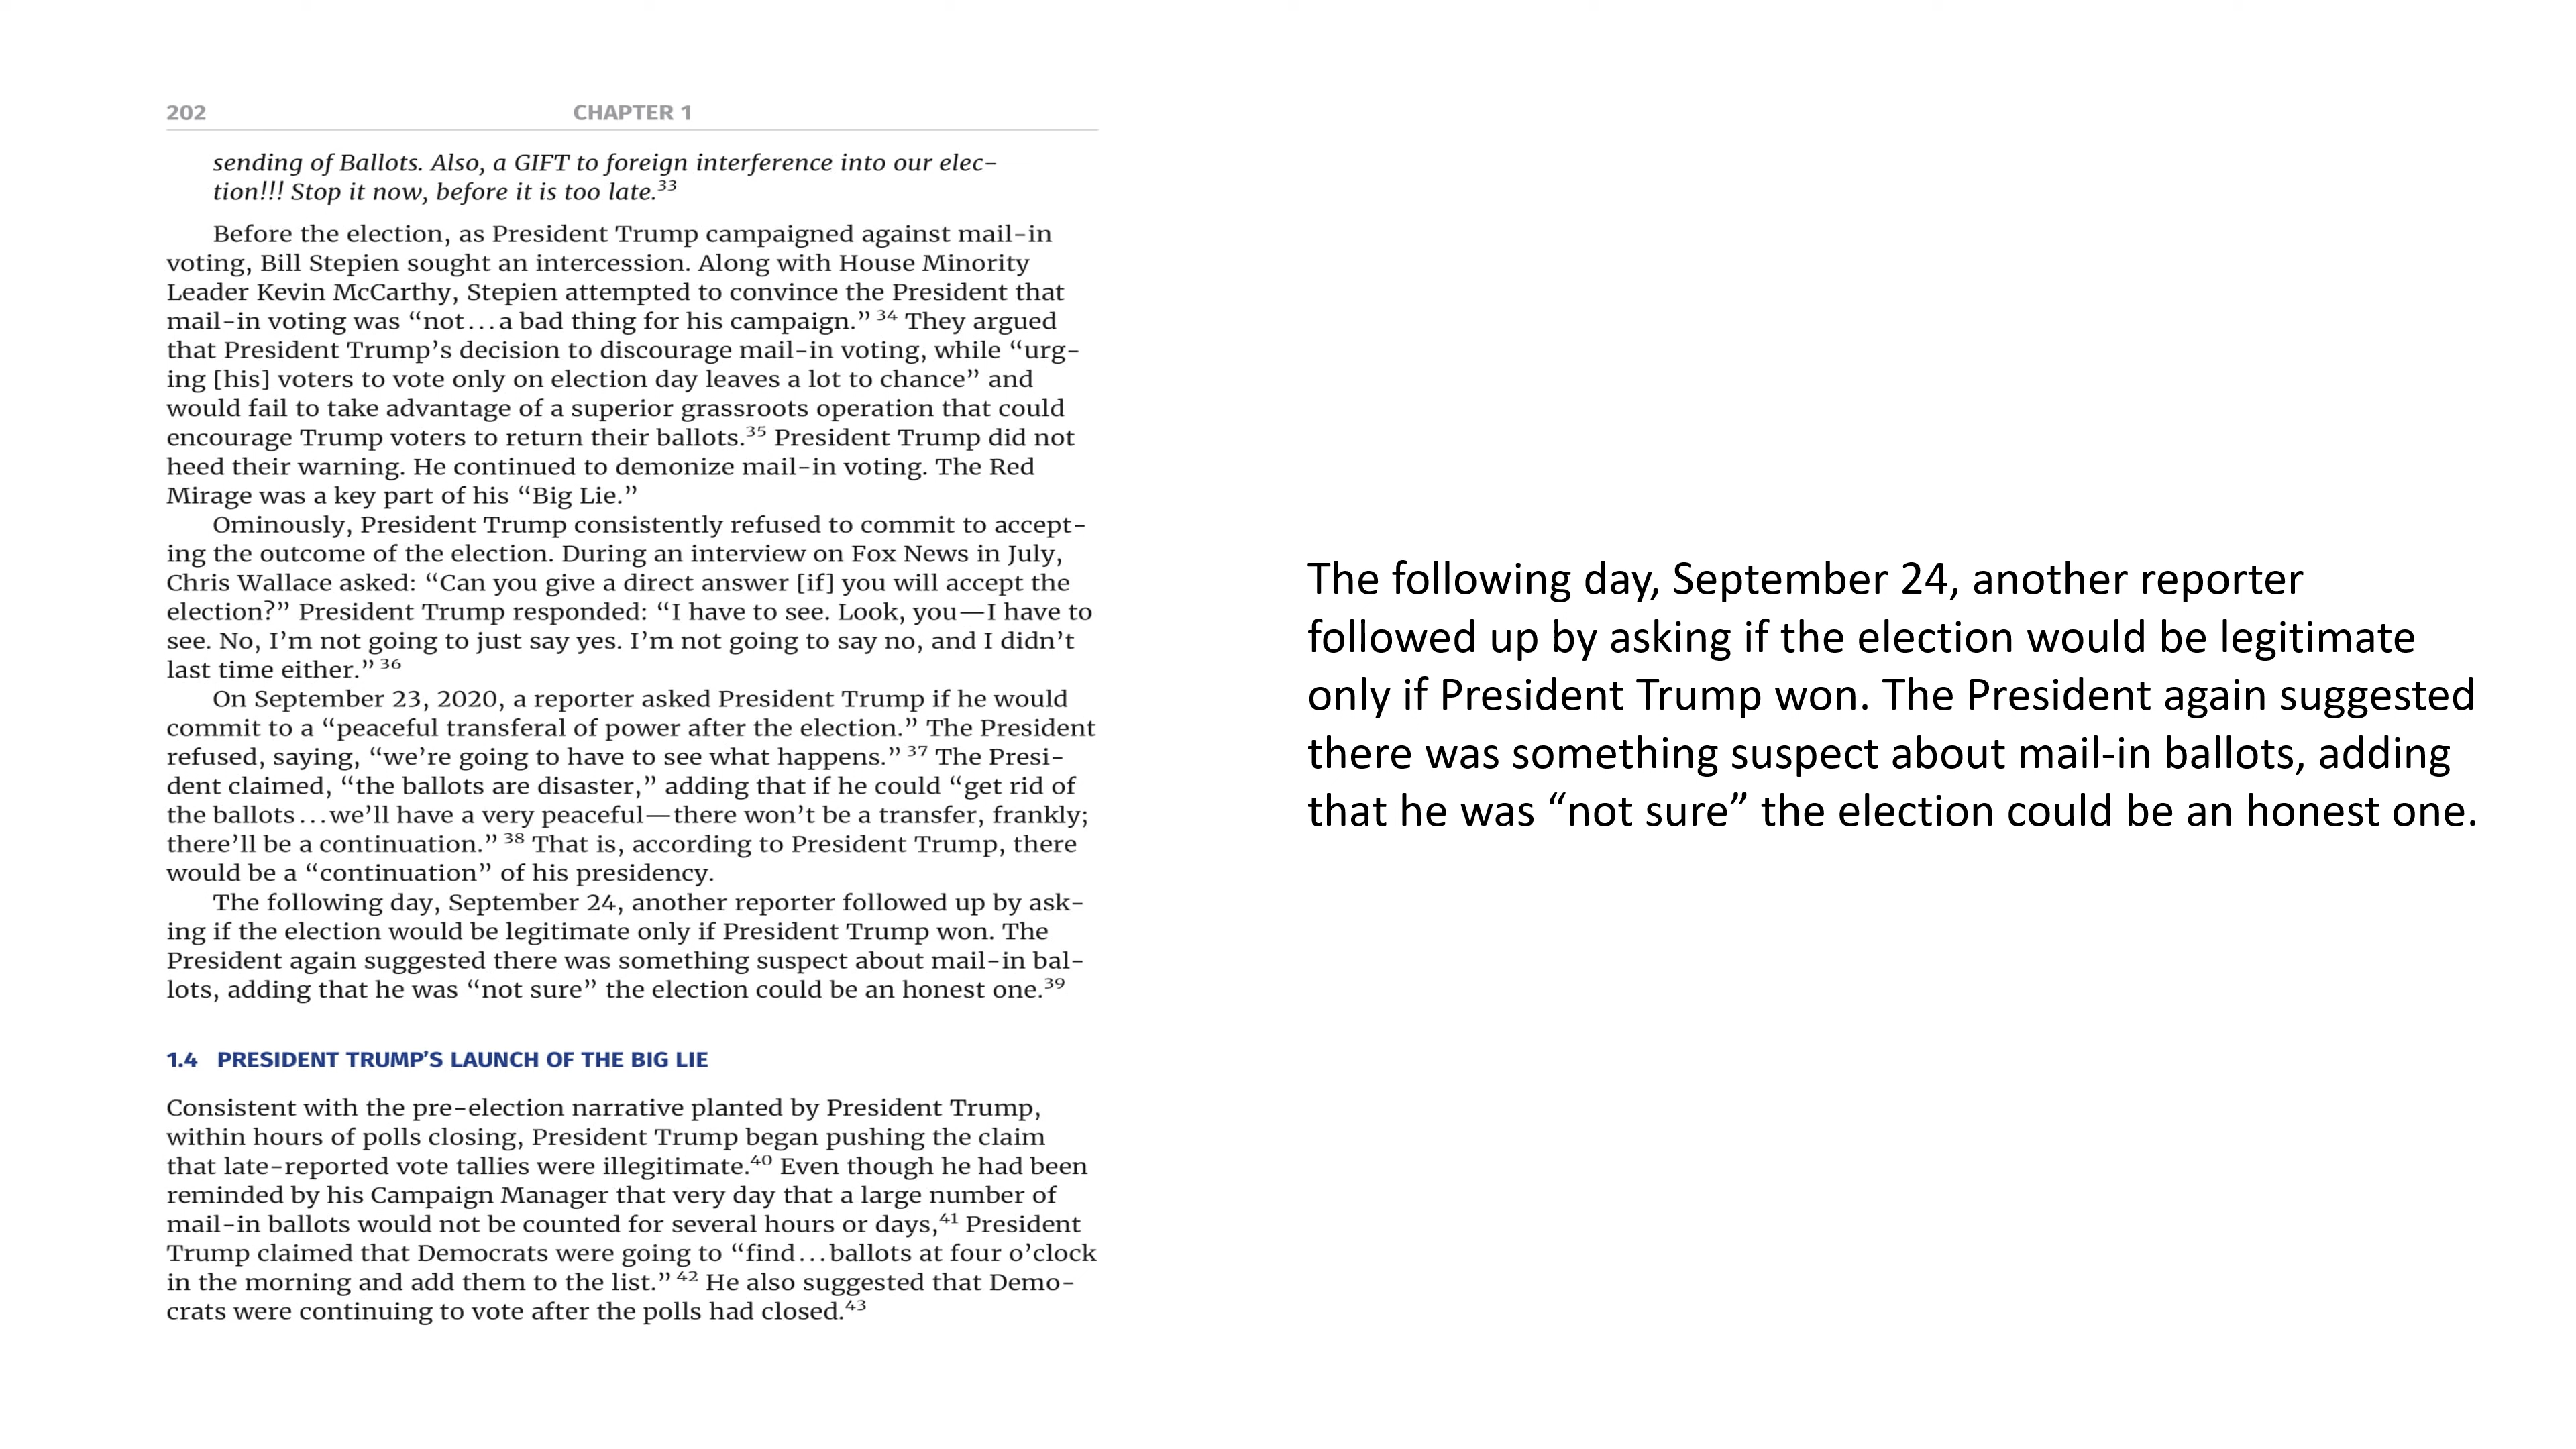 202 CHAPTER 1
sending of Ballots. Also, a GIFT to foreign interference into our elec-
tion!!! Stop it now, before it is too late.33
Before the election, as President Trump campaigned against mail-in
voting, Bill Stepien sought an intercession. Along with House Minority
Leader Kevin McCarthy, Stepien attempted to convince the President that
mail-in voting was “not...a bad thing for his campaign.” 34 They argued
that President Trump’s decision to discourage mail-in voting, while “urg-
ing [his] voters to vote only on election day leaves a lot to chance” and
would fail to take advantage of a superior grassroots operation that could
encourage Trump voters to return their ballots.35 President Trump did not
heed their warning. He continued to demonize mail-in voting. The Red
Mirage was a key part of his “Big Lie.”
Ominously, President Trump consistently refused to commit to accept-
ing the outcome of the election. During an interview on Fox News in July,
Chris Wallace asked: “Can you give a direct answer [if] you will accept the
election?” President Trump responded: “I have to see. Look, you—I have to
see. No, I’m not going to just say yes. I’m not going to say no, and I didn’t
last time either.” 36
On September 23, 2020, a reporter asked President Trump if he would
commit to a “peaceful transferal of power after the election.” The President
refused, saying, “we’re going to have to see what happens.” 37 The Presi-
dent claimed, “the ballots are disaster,” adding that if he could “get rid of
the ballots...we’ll have a very peaceful—there won’t be a transfer, frankly;
there’ll be a continuation.” 38 That is, according to President Trump, there
would be a “continuation” of his presidency.
The following day, September 24, another reporter followed up by ask-
ing if the election would be legitimate only if President Trump won. The
President again suggested there was something suspect about mail-in bal-
lots, adding that he was “not sure” the election could be an honest one.39
1.4 PRESIDENT TRUMP’S LAUNCH OF THE BIG LIE
Consistent with the pre-election narrative planted by President Trump,
within hours of polls closing, President Trump began pushing the claim
that late-reported vote tallies were illegitimate.40 Even though he had been
reminded by his Campaign Manager that very day that a large number of
mail-in ballots would not be counted for several hours or days,41 President
Trump claimed that Democrats were going to “find...ballots at four o’clock
in the morning and add them to the list.” 42 He also suggested that Demo-
crats were continuing to vote after the polls had closed.43
The following day, September 24, another reporter
followed up by asking if the election would be legitimate
only if President Trump won. The President again suggested
there was something suspect about mail-in ballots, adding
that he was “not sure” the election could be an honest one.